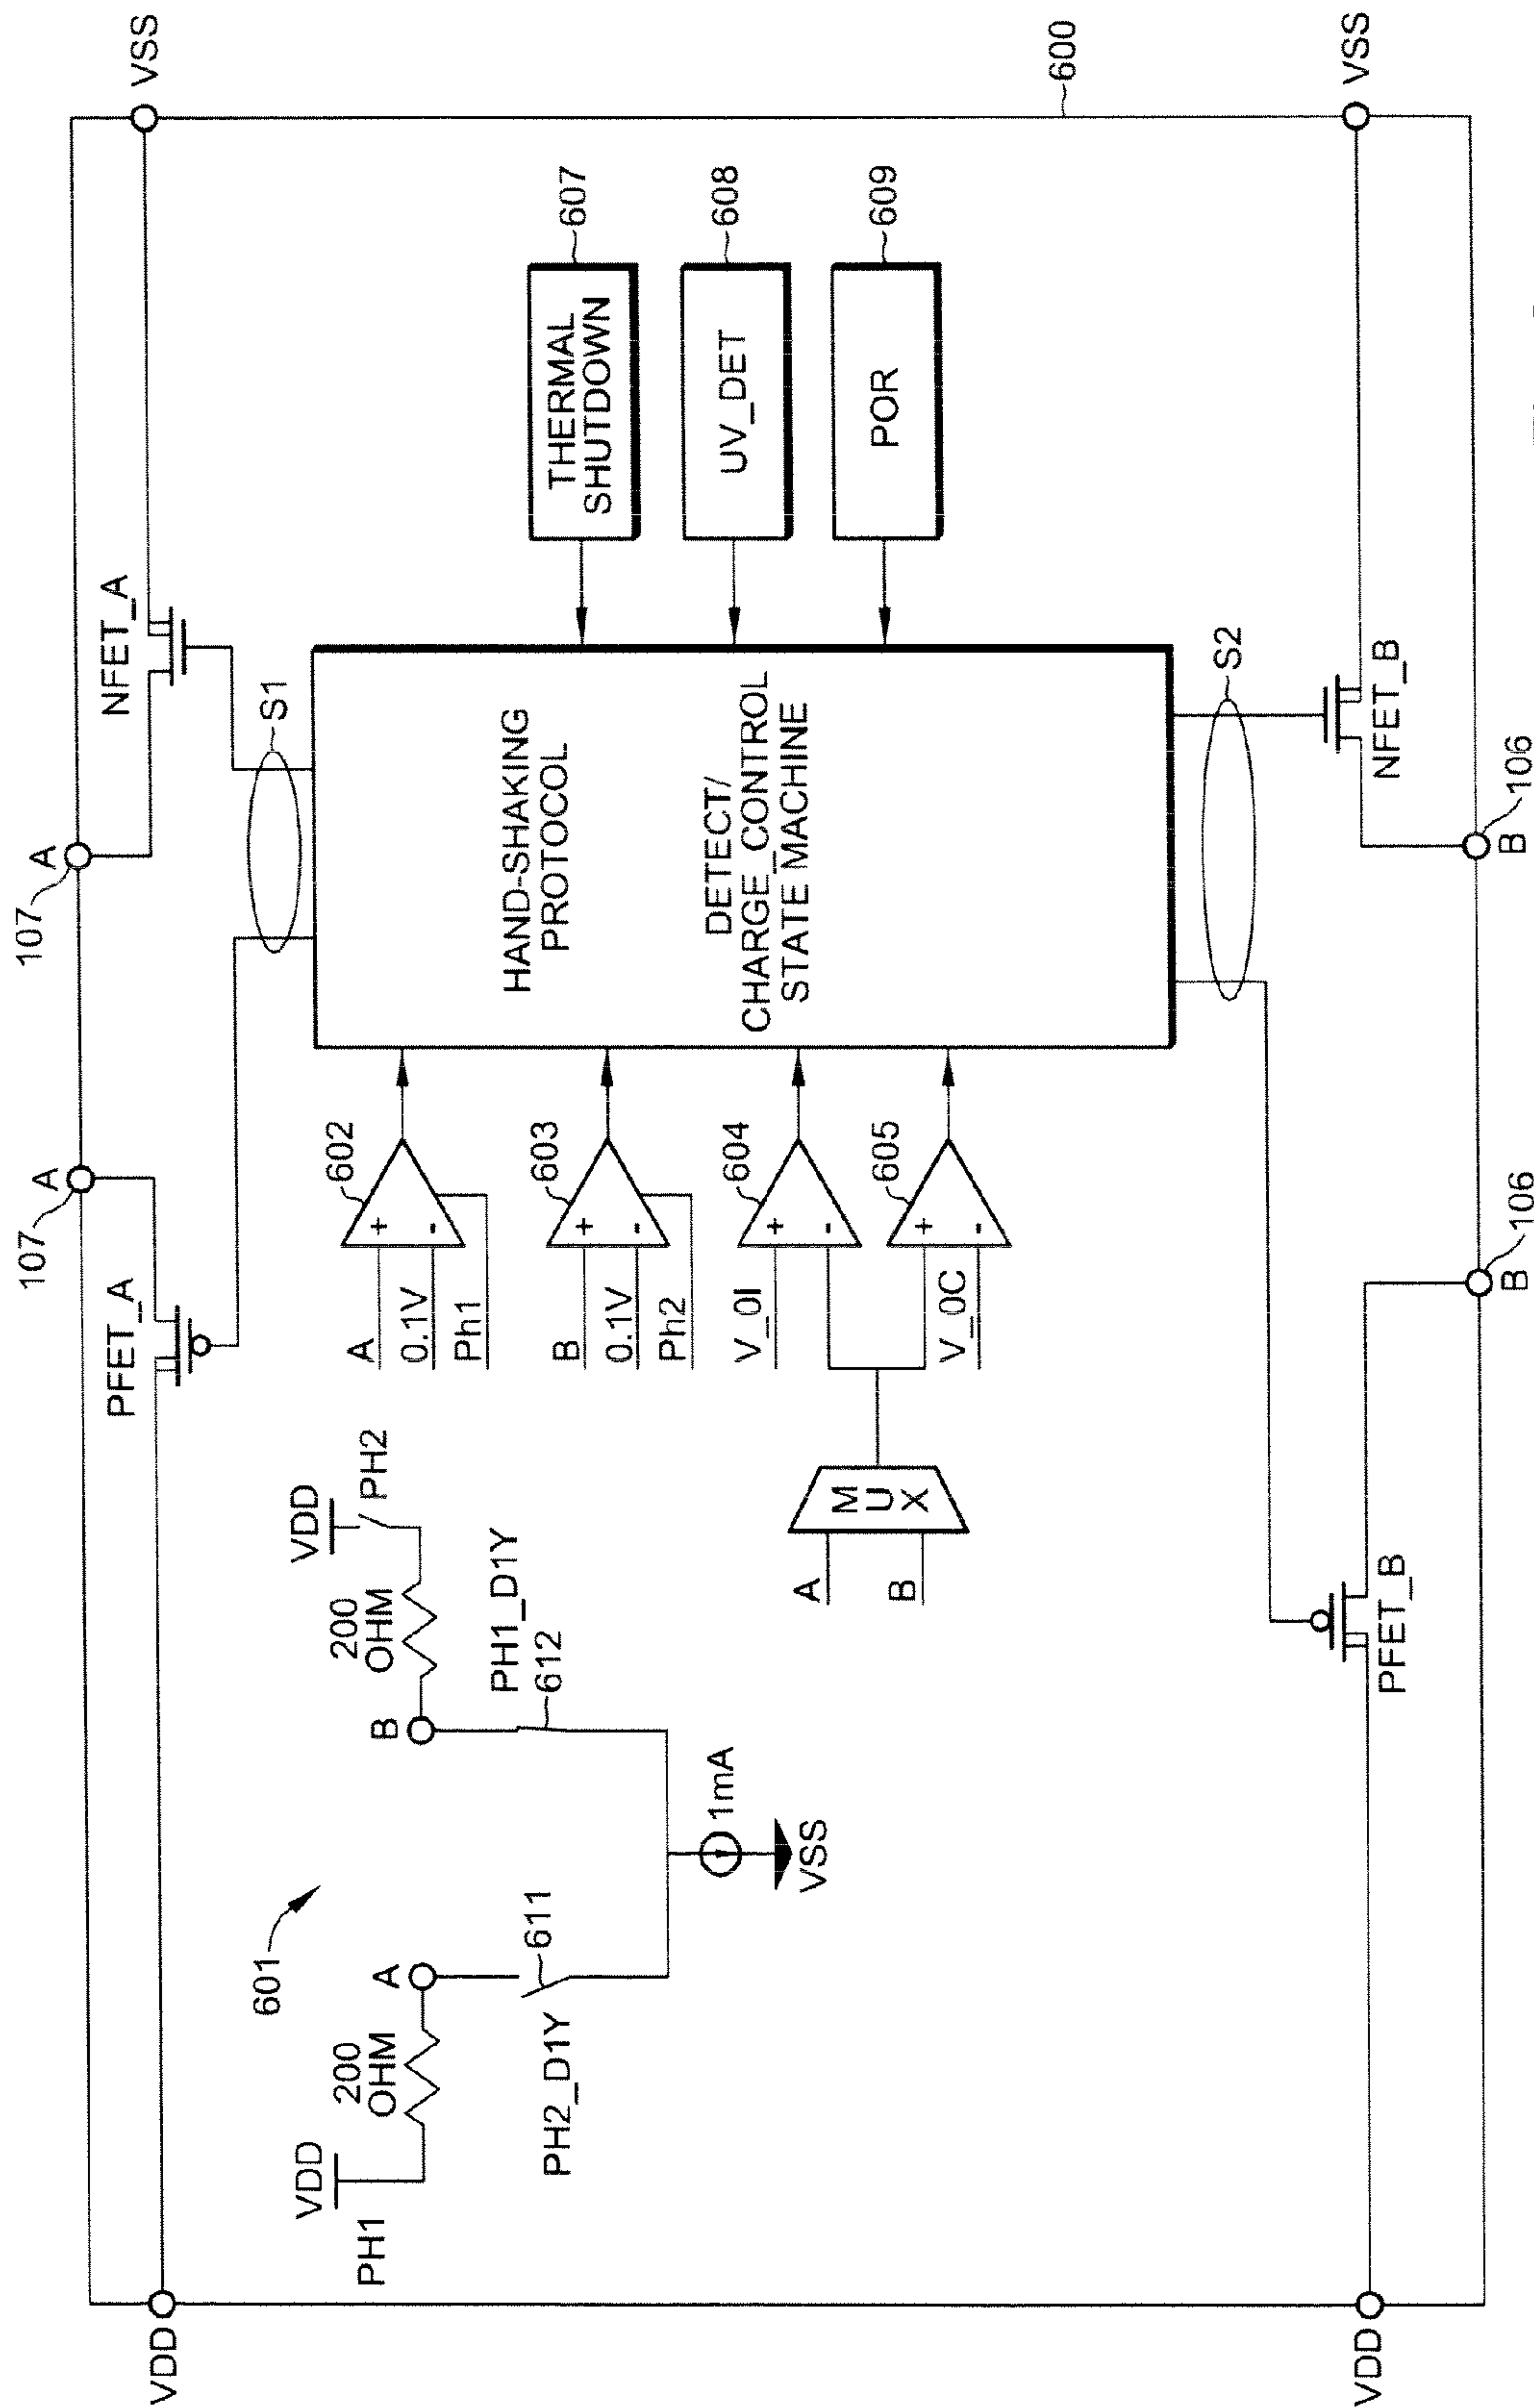 107
A
107
A
VDD
PFET_A
NFET_A
VSS
S1
601
VDD
PH1
200
OHM
A
PH2_D1Y
611
B
200
OHM
VDD
PH2
PH1_D1Y
612
1mA
VSS
A
0.1V
Ph1
+
-
602
B
0.1V
Ph2
+
-
603
V_0I
+
-
604
V_0C
+
-
605
A
B
MUX
HAND-SHAKING
PROTOCOL
DETECT/
CHARGE_CONTROL
STATE_MACHINE
THERMAL
SHUTDOWN
607
UV_DET
608
POR
609
600
S2
VDD
PFET_B
NFET_B
VSS
B
106
B
106